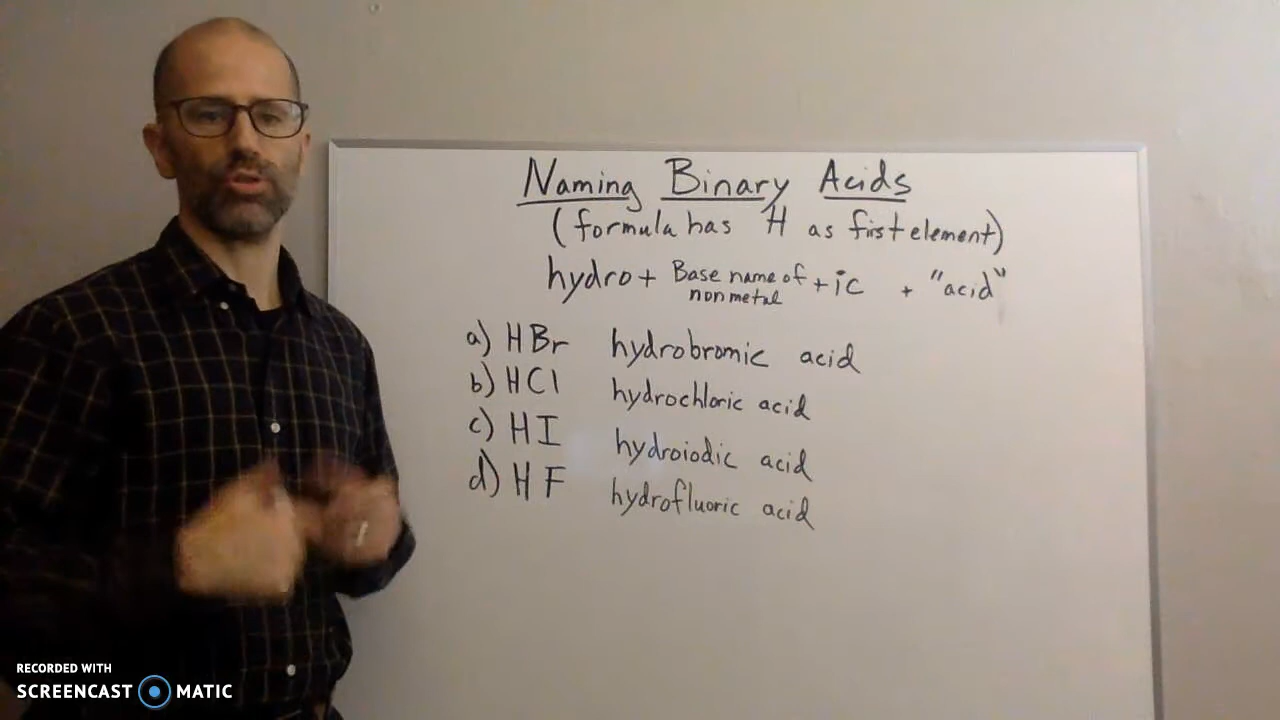 Naming Binary Acids
(formula has H as first element)
hydro + Base name of nonmetal + ic + "acid"
a) HBr hydrobromic acid
b) HCl hydrochloric acid
c) HI hydroiodic acid
d) HF hydrofluoric acid
RECORDED WITH
SCREENCAST MATIC